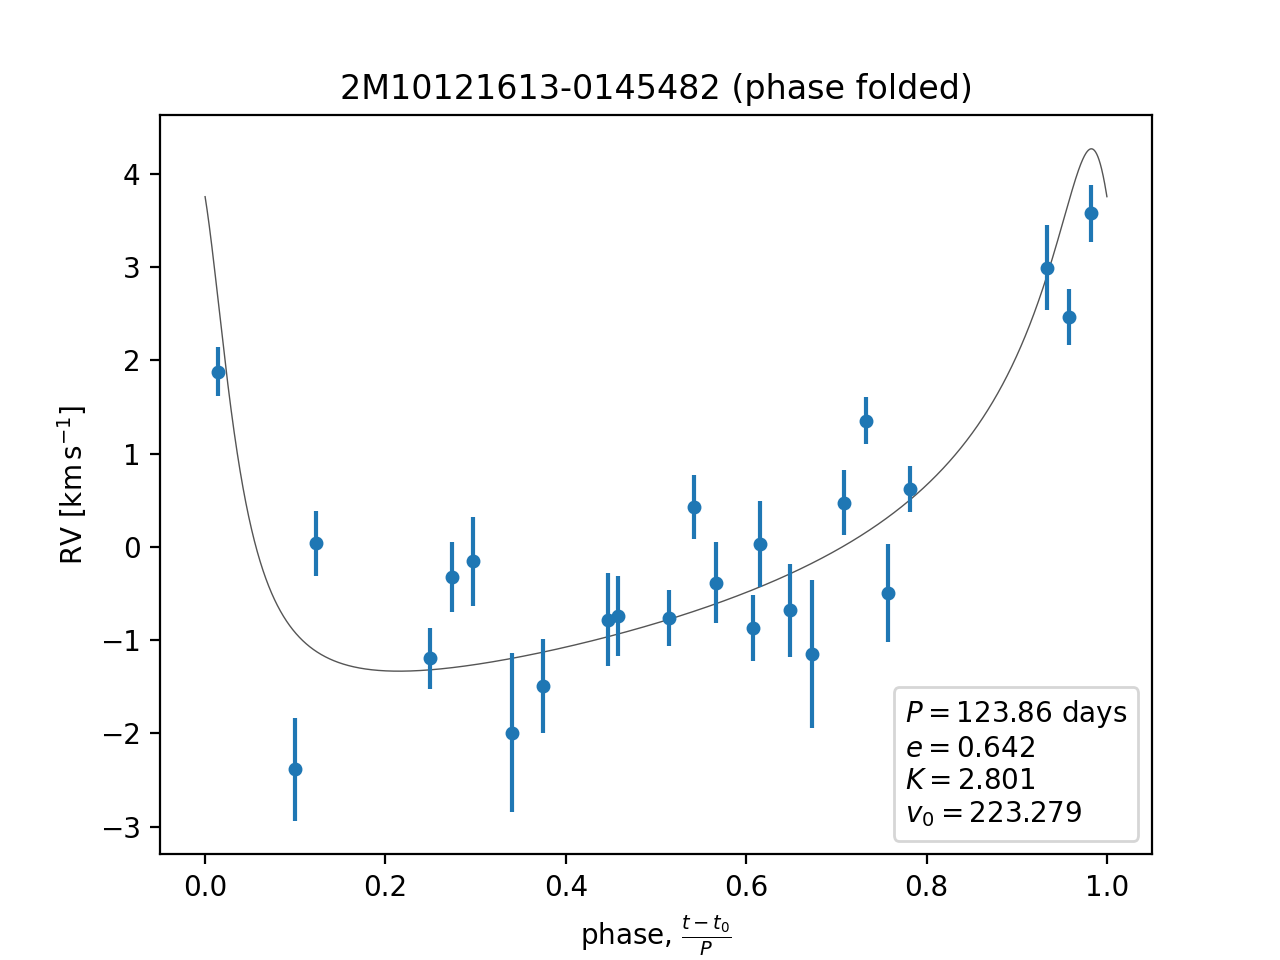 2M10121613-0145482 (phase folded)
RV [km s⁻¹]
4
3
2
1
0
−1
−2
−3
P = 123.86 days
e = 0.642
K = 2.801
v₀ = 223.279
0.0 0.2 0.4 0.6 0.8 1.0
phase, (t − t₀)/P